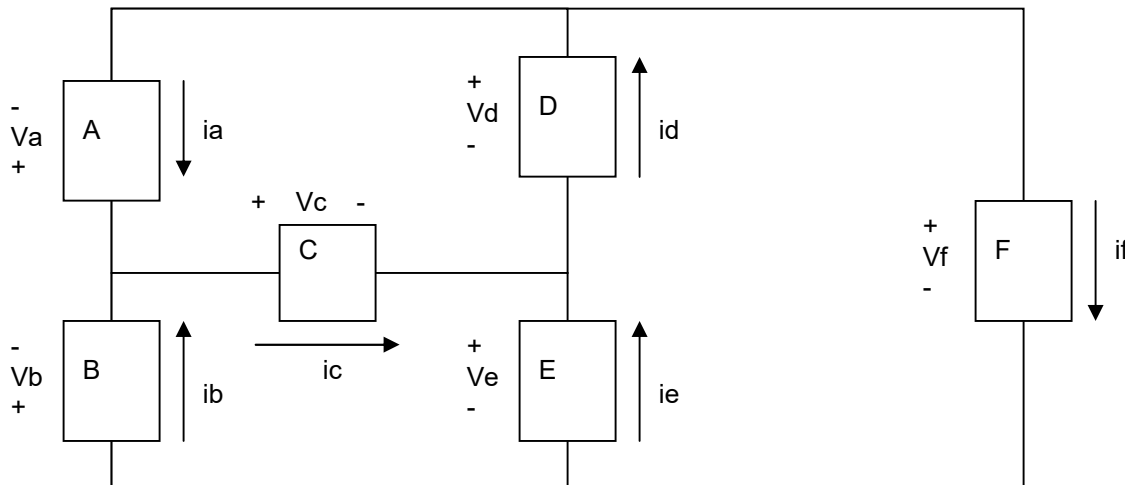 -
Va
+
A
ia
+
Vd
-
D
id
+ Vc -
C
ic
+
Vf
-
F
if
-
Vb
+
B
ib
+
Ve
-
E
ie